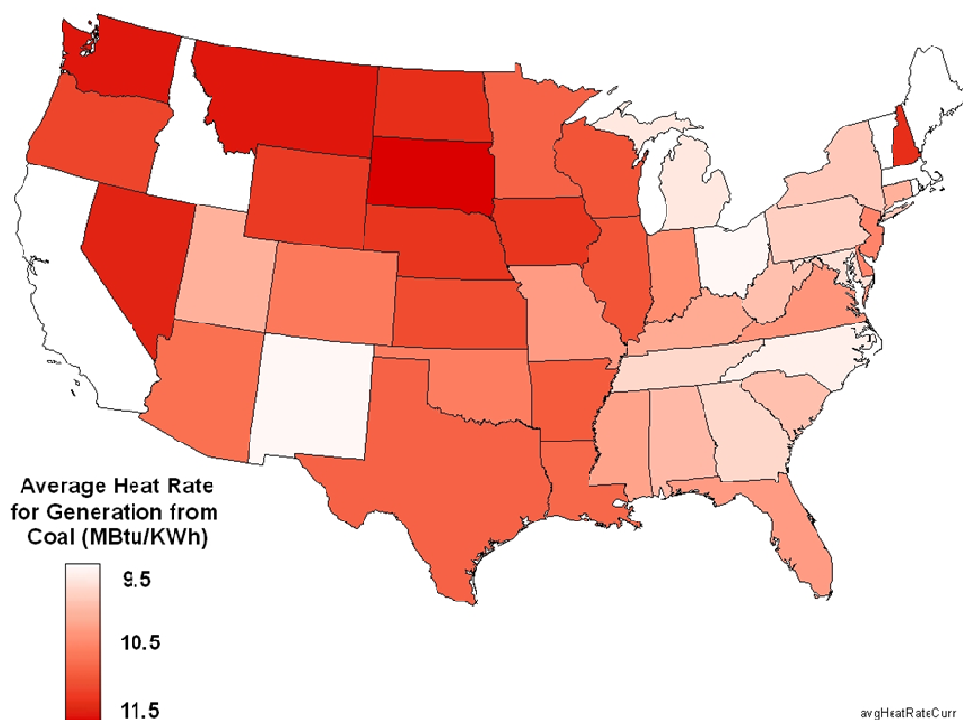 Average Heat Rate
for Generation from
Coal (MBtu/KWh)
9.5
10.5
11.5
avgHeatRateCurr